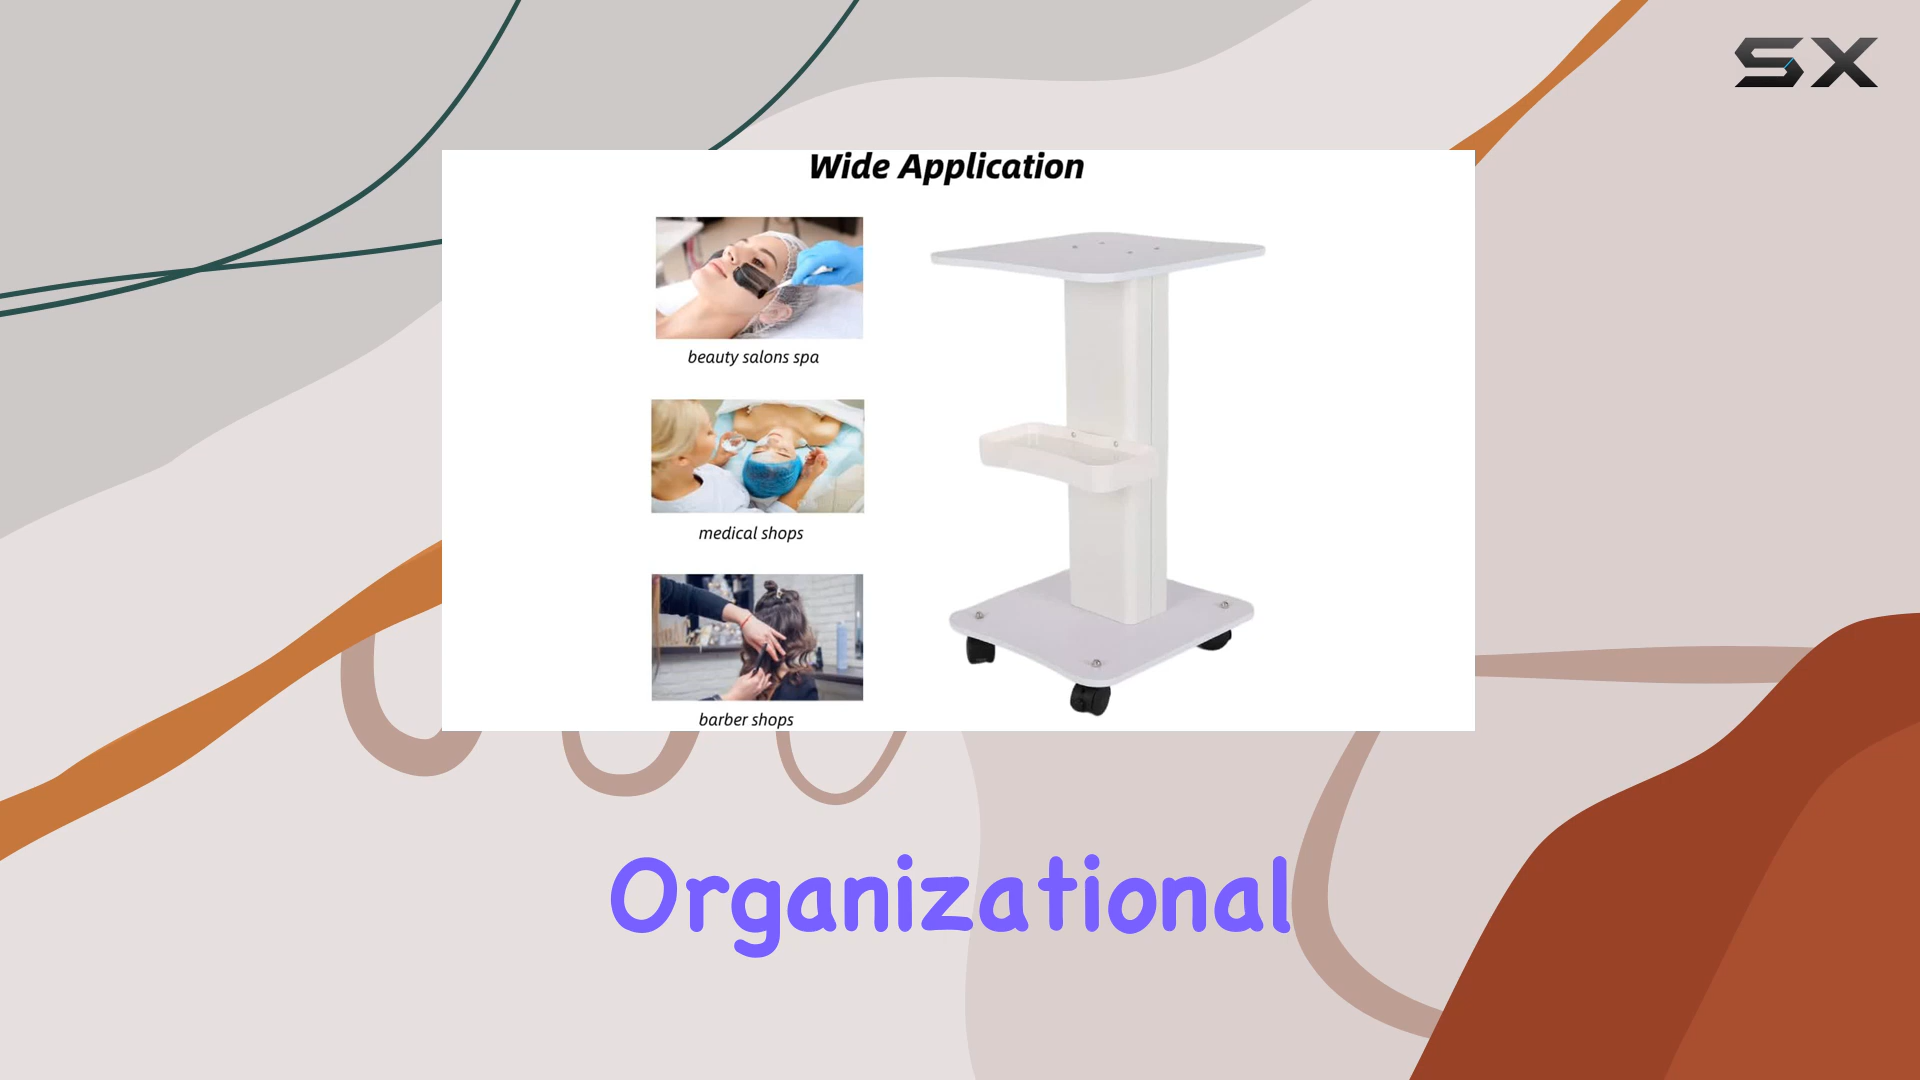 SX
Wide Application
beauty salons spa
medical shops
barber shops
Organizational